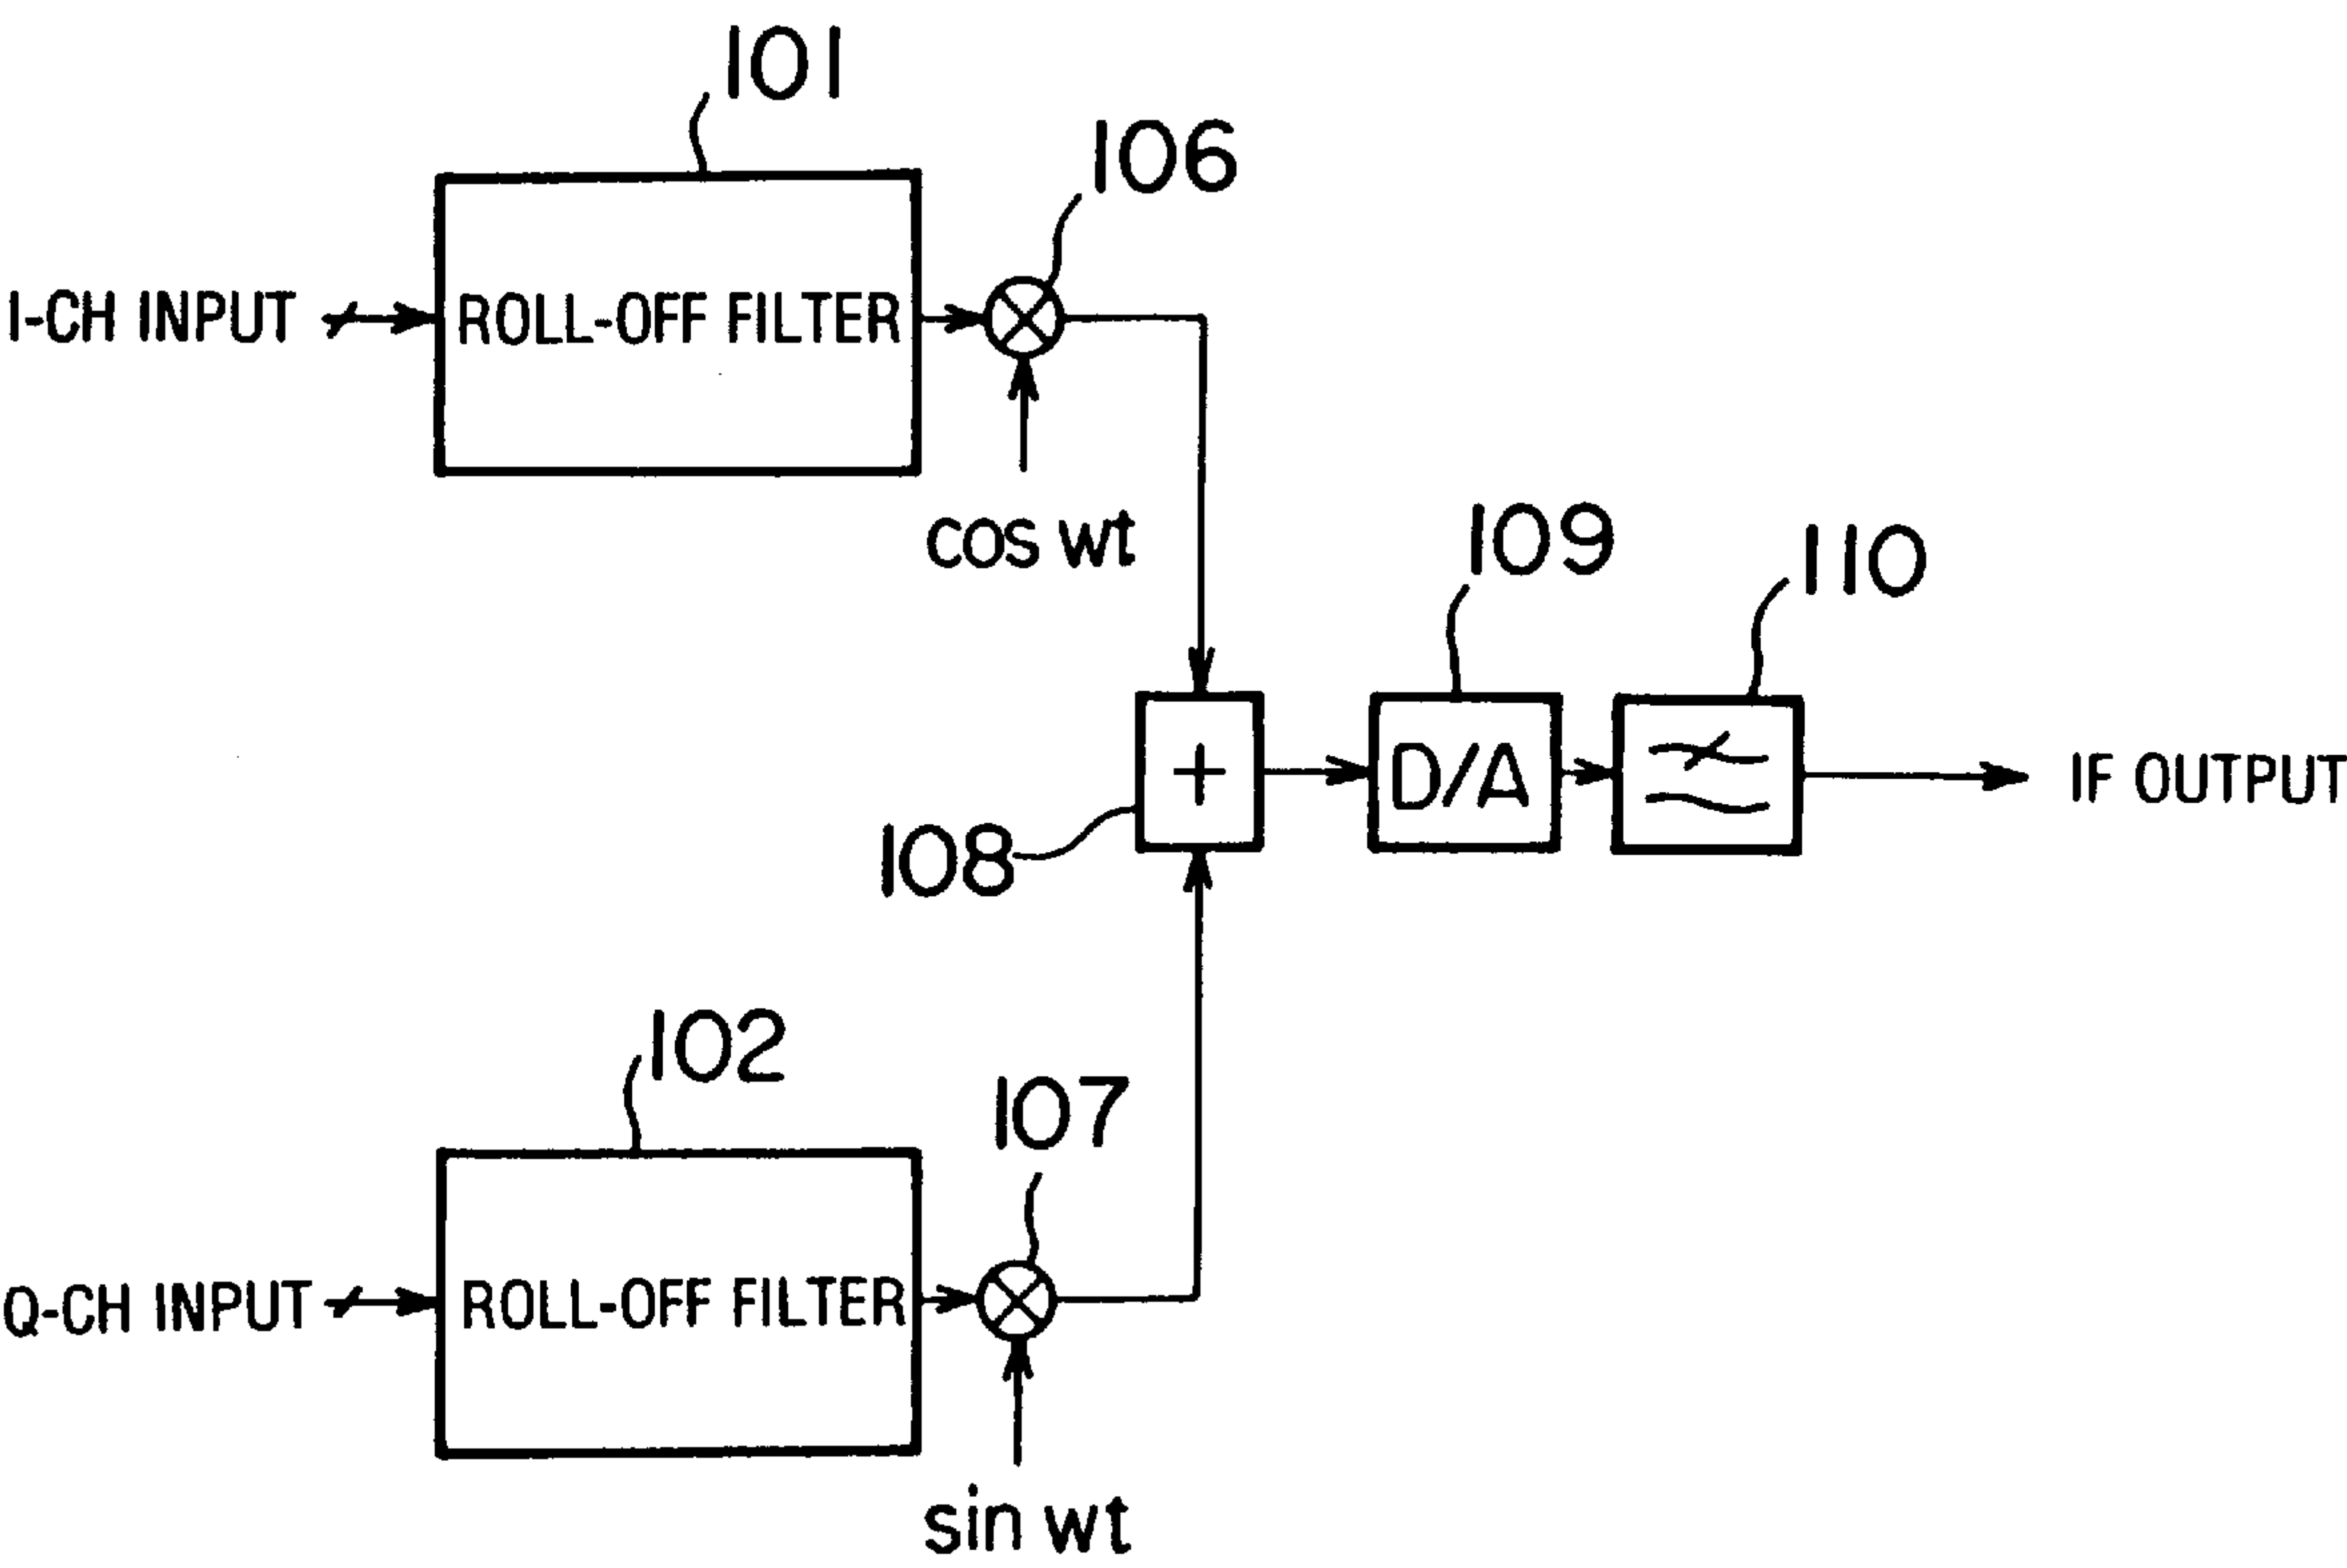 101
106
I-CH INPUT
ROLL-OFF FILTER
cos wt
109
110
+
D/A
IF OUTPUT
108
102
107
Q-CH INPUT
ROLL-OFF FILTER
sin wt